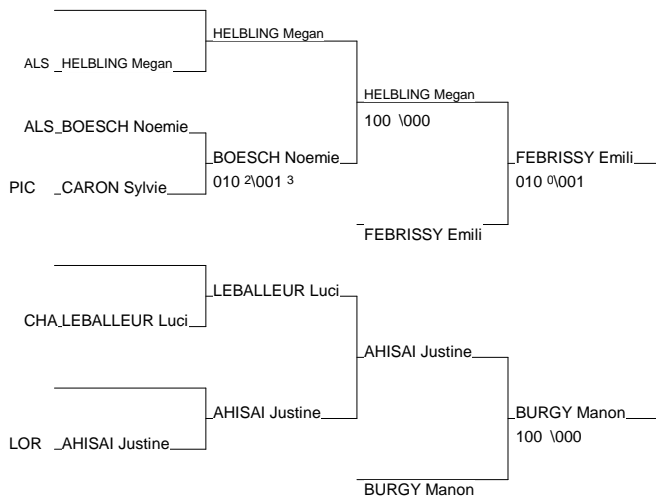 HELBLING Megan
ALS HELBLING Megan
HELBLING Megan
100 \000
ALS BOESCH Noemie
BOESCH Noemie
010 2\001 3
FEBRISSY Emili
010 0\001
PIC CARON Sylvie
FEBRISSY Emili
LEBALLEUR Luci
CHA LEBALLEUR Luci
AHISAI Justine
AHISAI Justine
BURGY Manon
100 \000
LOR AHISAI Justine
BURGY Manon